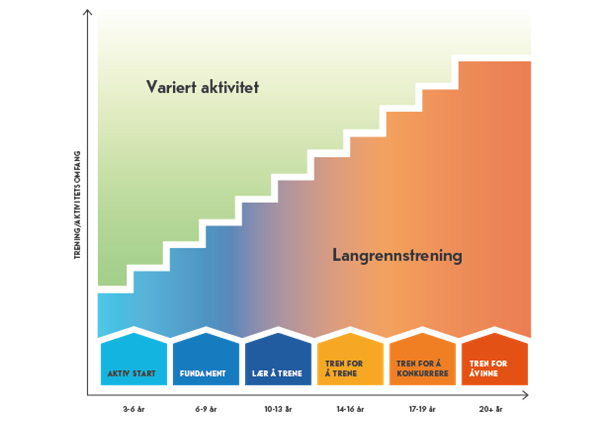 Variert aktivitet
TRENING/AKTIVITETSOMFANG
Langrennstrening
AKTIV START
FUNDAMENT
LÆR Å TRENE
TREN FOR
Å TRENE
TREN FOR Å
KONKURRERE
TREN FOR
ÅVINNE
3-6 år
6-9 år
10-13 år
14-16 år
17-19 år
20+ år